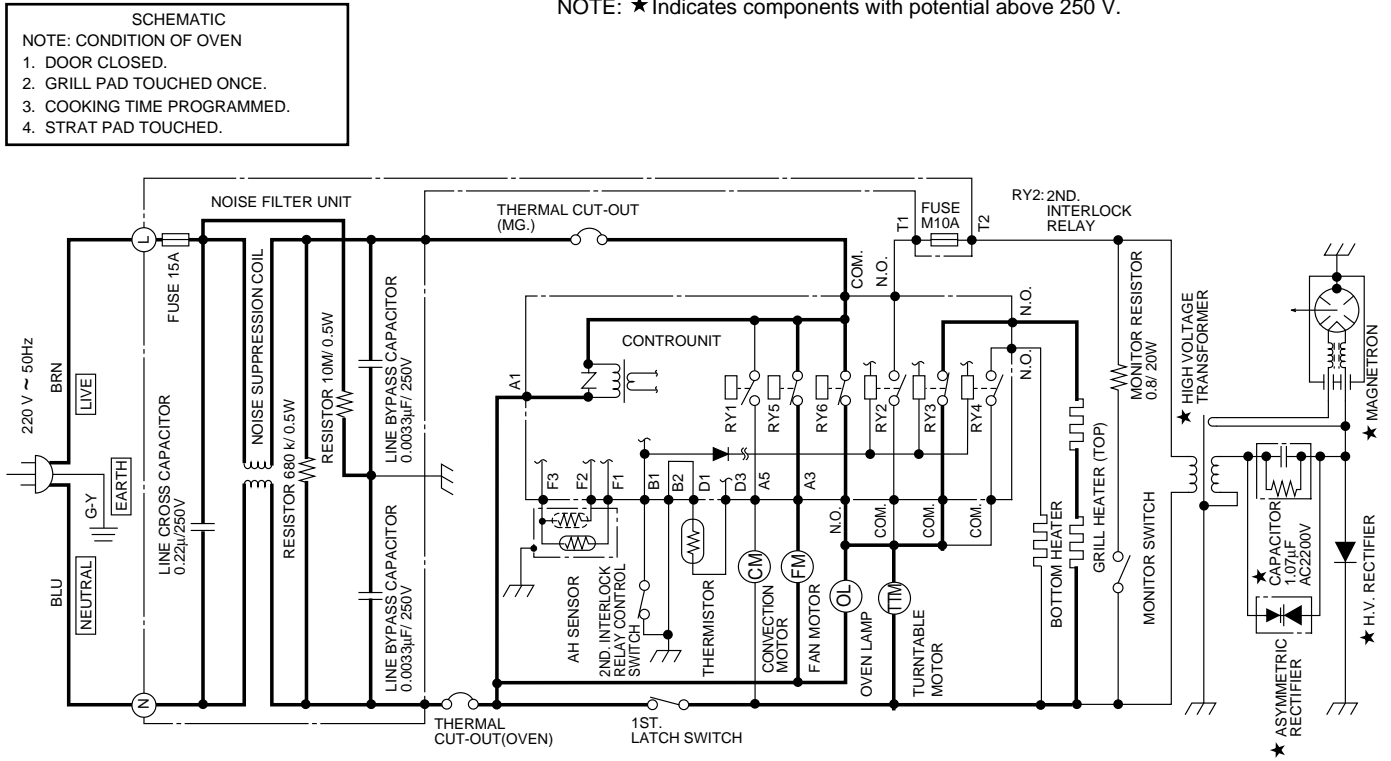 SCHEMATIC
NOTE: CONDITION OF OVEN
1. DOOR CLOSED.
2. GRILL PAD TOUCHED ONCE.
3. COOKING TIME PROGRAMMED.
4. STRAT PAD TOUCHED.
NOTE: ★Indicates components with potential above 250 V.
220 V ~ 50Hz
BRN
LIVE
G-Y
EARTH
BLU
NEUTRAL
L
N
NOISE FILTER UNIT
FUSE 15A
LINE CROSS CAPACITOR
0.22µ/250V
NOISE SUPPRESSION COIL
RESISTOR 680 k/ 0.5W
RESISTOR 10M/ 0.5W
LINE BYPASS CAPACITOR
0.0033µF/ 250V
LINE BYPASS CAPACITOR
0.0033µF/ 250V
THERMAL CUT-OUT
(MG.)
THERMAL
CUT-OUT(OVEN)
1ST.
LATCH SWITCH
A1
CONTROUNIT
F3
F2
F1
B1
B2
D1
D3
A5
A3
RY1
RY5
RY6
RY2
RY3
RY4
COM.
N.O.
T1
FUSE
M10A
T2
RY2: 2ND.
INTERLOCK
RELAY
N.O.
N.O.
N.O.
COM.
COM.
COM.
AH SENSOR
2ND. INTERLOCK
RELAY CONTROL
SWITCH
THERMISTOR
CM
CONVECTION
MOTOR
FM
FAN MOTOR
OL
OVEN LAMP
TTM
TURNTABLE
MOTOR
BOTTOM HEATER
GRILL HEATER (TOP)
MONITOR RESISTOR
0.8/ 20W
MONITOR SWITCH
★ HIGH VOLTAGE
TRANSFORMER
★ CAPACITOR
1.07µF
AC2200V
★ ASYMMETRIC
RECTIFIER
★ H.V. RECTIFIER
★ MAGNETRON